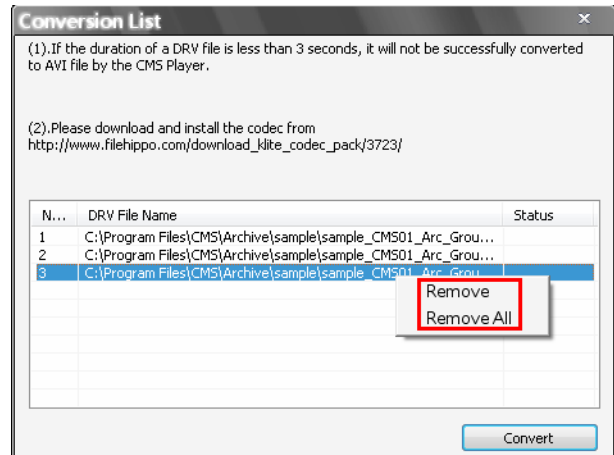 Conversion List
(1).If the duration of a DRV file is less than 3 seconds, it will not be successfully converted
to AVI file by the CMS Player.
(2).Please download and install the codec from
http://www.filehippo.com/download_klite_codec_pack/3723/
N... DRV File Name Status
1 C:\Program Files\CMS\Archive\sample\sample_CMS01_Arc_Grou...
2 C:\Program Files\CMS\Archive\sample\sample_CMS01_Arc_Grou...
3 C:\Program Files\CMS\Archive\sample\sample_CMS01_Arc_Grou...
Remove
Remove All
Convert